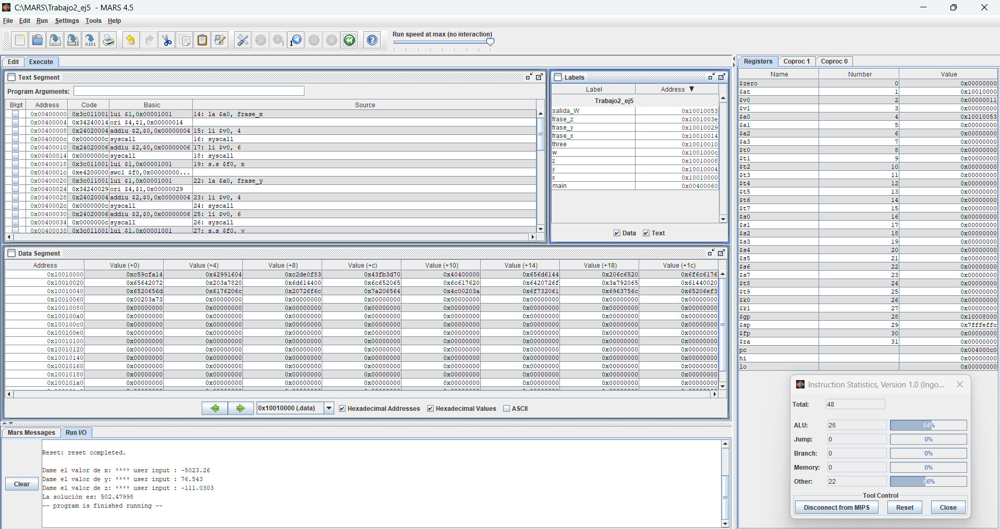 C:\MARS\Trabajo2_ej5 - MARS 4.5
File Edit Run Settings Tools Help
Run speed at max (no interaction)
Edit Execute
Text Segment
Program Arguments:
Bkpt Address Code Basic Source
0x00400000 0x3c011001 lui $1,0x00001001 14: la $a0, frase_x
0x00400004 0x34240014 ori $4,$1,0x00000014
0x00400008 0x24020004 addiu $2,$0,0x00000004 15: li $v0, 4
0x0040000c 0x0000000c syscall 16: syscall
0x00400010 0x24020006 addiu $2,$0,0x00000006 17: li $v0, 6
0x00400014 0x0000000c syscall 18: syscall
0x00400018 0x3c011001 lui $1,0x00001001 19: s.s $f0, x
0x0040001c 0xe4200000 swc1 $f0,0x00000000...
0x00400020 0x3c011001 lui $1,0x00001001 22: la $a0, frase_y
0x00400024 0x34240029 ori $4,$1,0x00000029
0x00400028 0x24020004 addiu $2,$0,0x00000004 23: li $v0, 4
0x0040002c 0x0000000c syscall 24: syscall
0x00400030 0x24020006 addiu $2,$0,0x00000006 25: li $v0, 6
0x00400034 0x0000000c syscall 26: syscall
0x00400038 0x3c011001 lui $1,0x00001001 27: s.s $f0, y
Labels
Label Address ▼
Trabajo2_ej5
salida_W 0x10010053
frase_z 0x1001003e
frase_y 0x10010029
frase_x 0x10010014
three 0x10010010
w 0x1001000c
z 0x10010008
y 0x10010004
x 0x10010000
main 0x00400060
Data Text
Data Segment
Address Value (+0) Value (+4) Value (+8) Value (+c) Value (+10) Value (+14) Value (+18) Value (+1c)
0x10010000 0xc59cfa14 0x42991604 0xc2de0f83 0x43fb3d70 0x40400000 0x656d6144 0x206c6520 0x6f6c6176
0x10010020 0x65642072 0x203a7820 0x6d614400 0x6c652065 0x6c617620 0x6420726f 0x3a792065 0x61440020
0x10010040 0x6520656d 0x6176206c 0x20726f6c 0x7a206564 0x4c00203a 0x6f732061 0x6963756c 0x65206ef3
0x10010060 0x00203a73 0x00000000 0x00000000 0x00000000 0x00000000 0x00000000 0x00000000 0x00000000
0x10010080 0x00000000 0x00000000 0x00000000 0x00000000 0x00000000 0x00000000 0x00000000 0x00000000
0x100100a0 0x00000000 0x00000000 0x00000000 0x00000000 0x00000000 0x00000000 0x00000000 0x00000000
0x100100c0 0x00000000 0x00000000 0x00000000 0x00000000 0x00000000 0x00000000 0x00000000 0x00000000
0x100100e0 0x00000000 0x00000000 0x00000000 0x00000000 0x00000000 0x00000000 0x00000000 0x00000000
0x10010100 0x00000000 0x00000000 0x00000000 0x00000000 0x00000000 0x00000000 0x00000000 0x00000000
0x10010120 0x00000000 0x00000000 0x00000000 0x00000000 0x00000000 0x00000000 0x00000000 0x00000000
0x10010140 0x00000000 0x00000000 0x00000000 0x00000000 0x00000000 0x00000000 0x00000000 0x00000000
0x10010160 0x00000000 0x00000000 0x00000000 0x00000000 0x00000000 0x00000000 0x00000000 0x00000000
0x10010180 0x00000000 0x00000000 0x00000000 0x00000000 0x00000000 0x00000000 0x00000000 0x00000000
0x100101a0 0x00000000 0x00000000 0x00000000 0x00000000 0x00000000 0x00000000 0x00000000 0x00000000
0x10010000 (.data) Hexadecimal Addresses Hexadecimal Values ASCII
Mars Messages Run I/O
Clear
Reset: reset completed.
Dame el valor de x: **** user input : -5023.26
Dame el valor de y: **** user input : 76.543
Dame el valor de z: **** user input : -111.0303
La solución es: 502.47998
-- program is finished running --
Registers Coproc 1 Coproc 0
Name Number Value
$zero 0 0x00000000
$at 1 0x10010000
$v0 2 0x00000011
$v1 3 0x00000000
$a0 4 0x10010053
$a1 5 0x00000000
$a2 6 0x00000000
$a3 7 0x00000000
$t0 8 0x00000000
$t1 9 0x00000000
$t2 10 0x00000000
$t3 11 0x00000000
$t4 12 0x00000000
$t5 13 0x00000000
$t6 14 0x00000000
$t7 15 0x00000000
$s0 16 0x00000000
$s1 17 0x00000000
$s2 18 0x00000000
$s3 19 0x00000000
$s4 20 0x00000000
$s5 21 0x00000000
$s6 22 0x00000000
$s7 23 0x00000000
$t8 24 0x00000000
$t9 25 0x00000000
$k0 26 0x00000000
$k1 27 0x00000000
$gp 28 0x10008000
$sp 29 0x7fffeffc
$fp 30 0x00000000
$ra 31 0x00000000
pc 0x004000c0
hi 0x00000000
lo 0x00000000
Instruction Statistics, Version 1.0 (Ingo...
Total: 48
ALU: 26 54%
Jump: 0 0%
Branch: 0 0%
Memory: 0 0%
Other: 22 46%
Tool Control
Disconnect from MIPS Reset Close